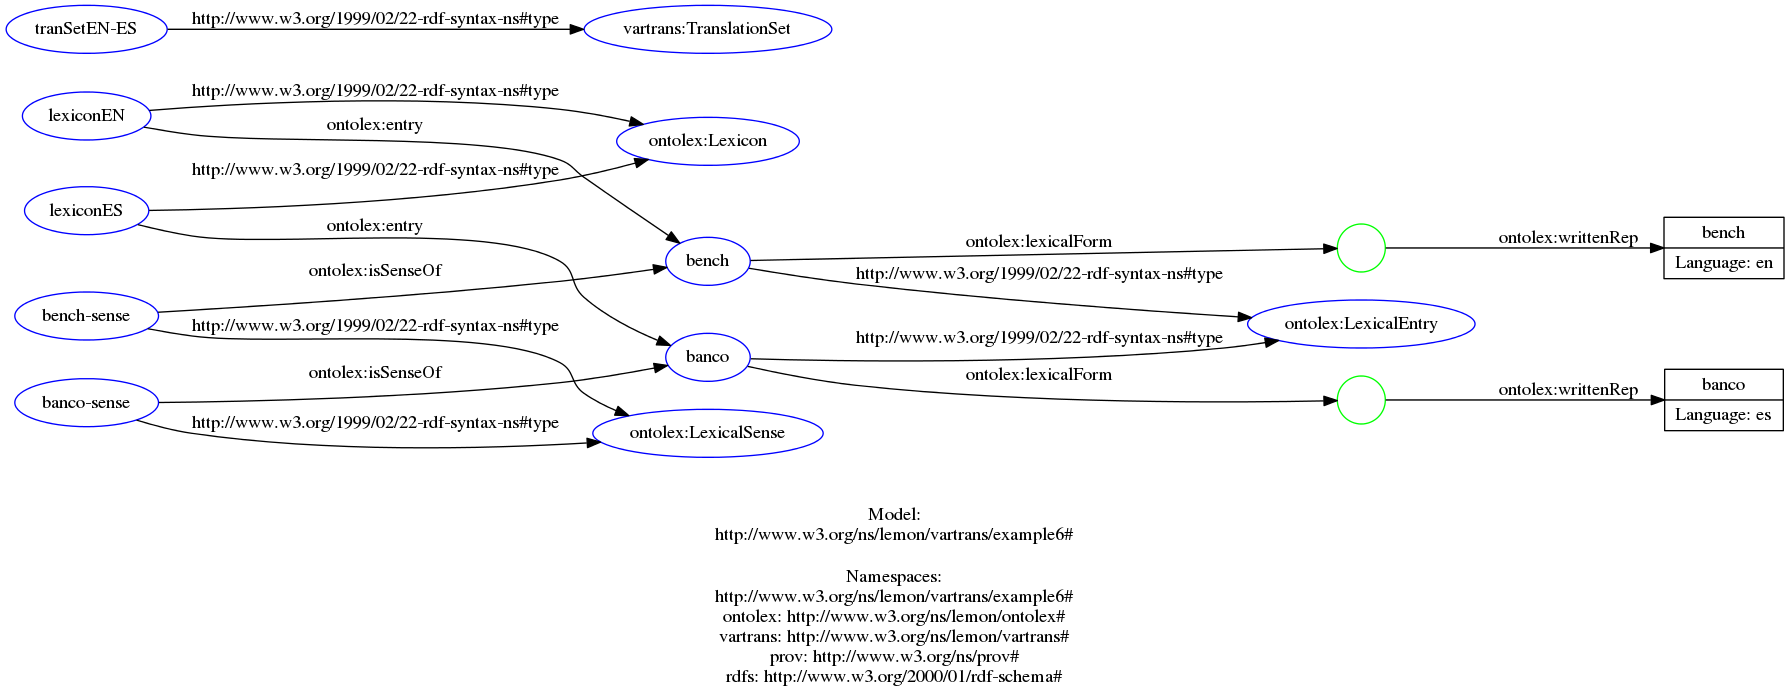 tranSetEN-ES
http://www.w3.org/1999/02/22-rdf-syntax-ns#type
vartrans:TranslationSet
lexiconEN
http://www.w3.org/1999/02/22-rdf-syntax-ns#type
ontolex:entry
ontolex:Lexicon
http://www.w3.org/1999/02/22-rdf-syntax-ns#type
lexiconES
ontolex:entry
ontolex:isSenseOf
bench
ontolex:lexicalForm
http://www.w3.org/1999/02/22-rdf-syntax-ns#type
ontolex:writtenRep
bench
Language: en
bench-sense
http://www.w3.org/1999/02/22-rdf-syntax-ns#type
ontolex:LexicalEntry
banco
http://www.w3.org/1999/02/22-rdf-syntax-ns#type
ontolex:lexicalForm
ontolex:isSenseOf
banco-sense
http://www.w3.org/1999/02/22-rdf-syntax-ns#type
ontolex:LexicalSense
ontolex:writtenRep
banco
Language: es
Model:
http://www.w3.org/ns/lemon/vartrans/example6#
Namespaces:
http://www.w3.org/ns/lemon/vartrans/example6#
ontolex: http://www.w3.org/ns/lemon/ontolex#
vartrans: http://www.w3.org/ns/lemon/vartrans#
prov: http://www.w3.org/ns/prov#
rdfs: http://www.w3.org/2000/01/rdf-schema#